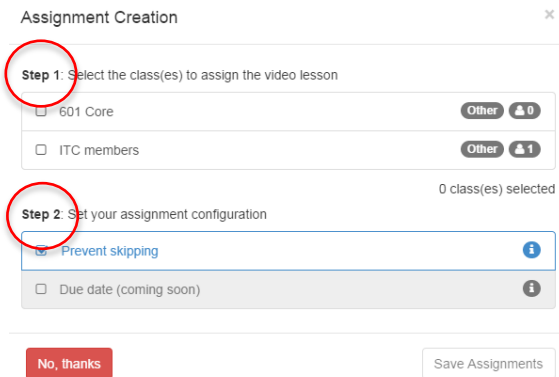 Assignment Creation ×
Step 1: Select the class(es) to assign the video lesson
601 Core Other 0
ITC members Other 1
0 class(es) selected
Step 2: Set your assignment configuration
Prevent skipping i
Due date (coming soon) i
No, thanks Save Assignments